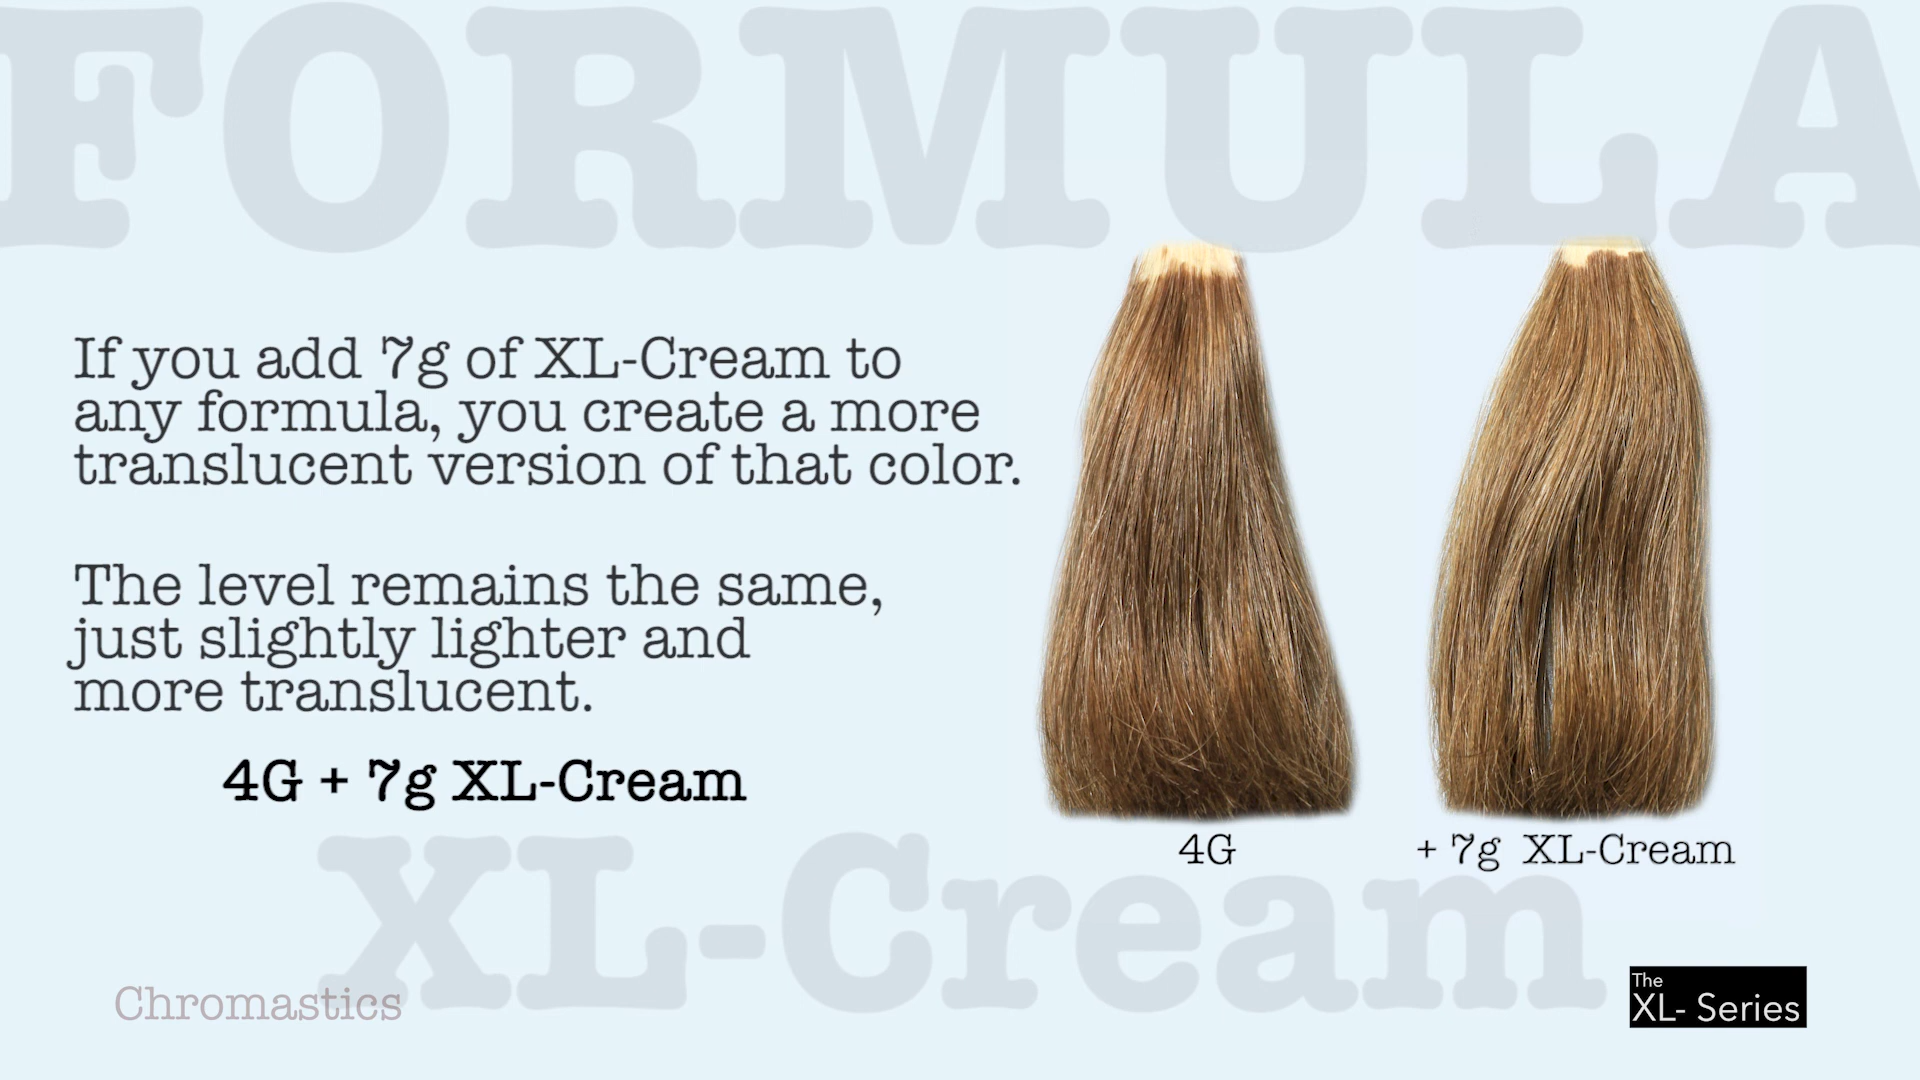 FORMULA
If you add 7g of XL-Cream to
any formula, you create a more
translucent version of that color.
The level remains the same,
just slightly lighter and
more translucent.
4G + 7g XL-Cream
4G
+ 7g XL-Cream
XL-Cream
Chromastics
The
XL- Series